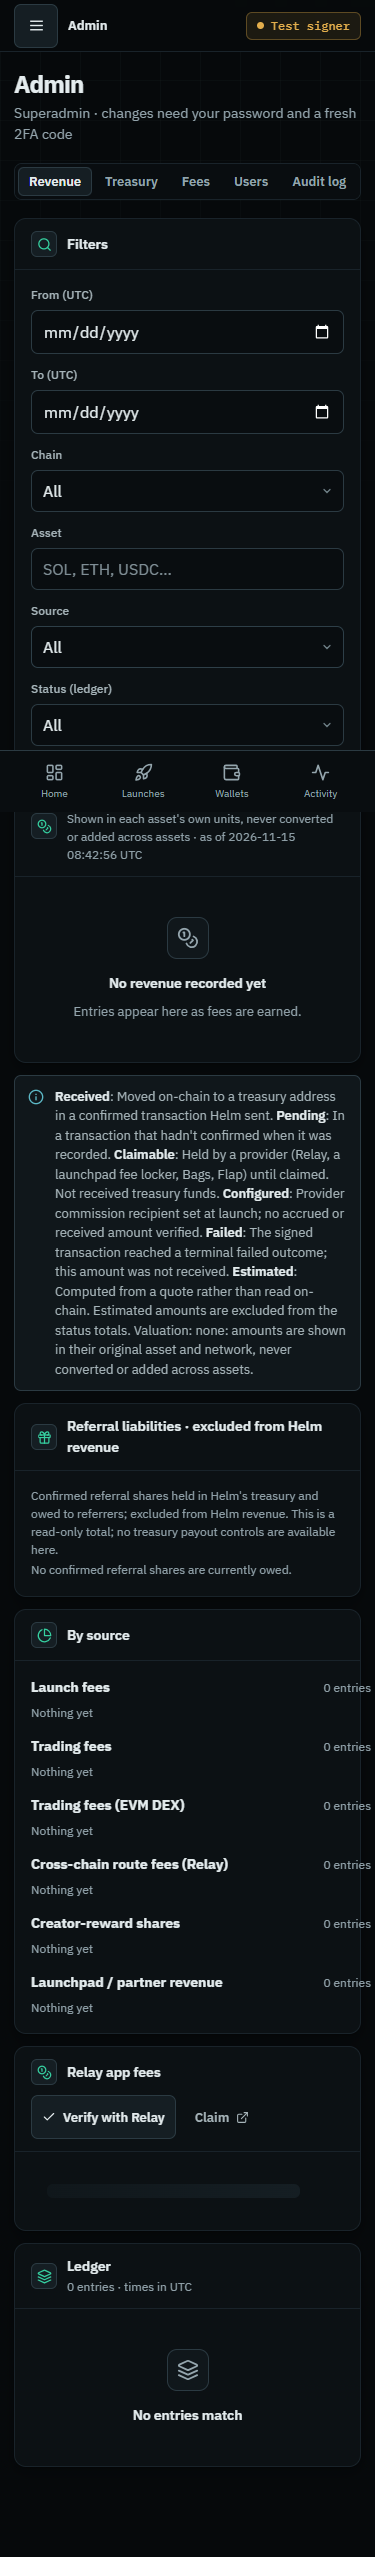 Admin
Test signer
Admin
Superadmin · changes need your password and a fresh
2FA code
Revenue
Treasury
Fees
Users
Audit log
Filters
From (UTC)
mm/dd/yyyy
To (UTC)
mm/dd/yyyy
Chain
All
Asset
SOL, ETH, USDC...
Source
All
Status (ledger)
All
Home
Launches
Wallets
Activity
Shown in each asset's own units, never converted
or added across assets · as of 2026-11-15
08:42:56 UTC
No revenue recorded yet
Entries appear here as fees are earned.
Received: Moved on-chain to a treasury address
in a confirmed transaction Helm sent. Pending: In
a transaction that hadn't confirmed when it was
recorded. Claimable: Held by a provider (Relay, a
launchpad fee locker, Bags, Flap) until claimed.
Not received treasury funds. Configured: Provider
commission recipient set at launch; no accrued or
received amount verified. Failed: The signed
transaction reached a terminal failed outcome;
this amount was not received. Estimated:
Computed from a quote rather than read on-
chain. Estimated amounts are excluded from the
status totals. Valuation: none: amounts are shown
in their original asset and network, never
converted or added across assets.
Referral liabilities · excluded from Helm
revenue
Confirmed referral shares held in Helm's treasury and
owed to referrers; excluded from Helm revenue. This is a
read-only total; no treasury payout controls are available
here.
No confirmed referral shares are currently owed.
By source
Launch fees
0 entries
Nothing yet
Trading fees
0 entries
Nothing yet
Trading fees (EVM DEX)
0 entries
Nothing yet
Cross-chain route fees (Relay)
0 entries
Nothing yet
Creator-reward shares
0 entries
Nothing yet
Launchpad / partner revenue
0 entries
Nothing yet
Relay app fees
Verify with Relay
Claim
Ledger
0 entries · times in UTC
No entries match